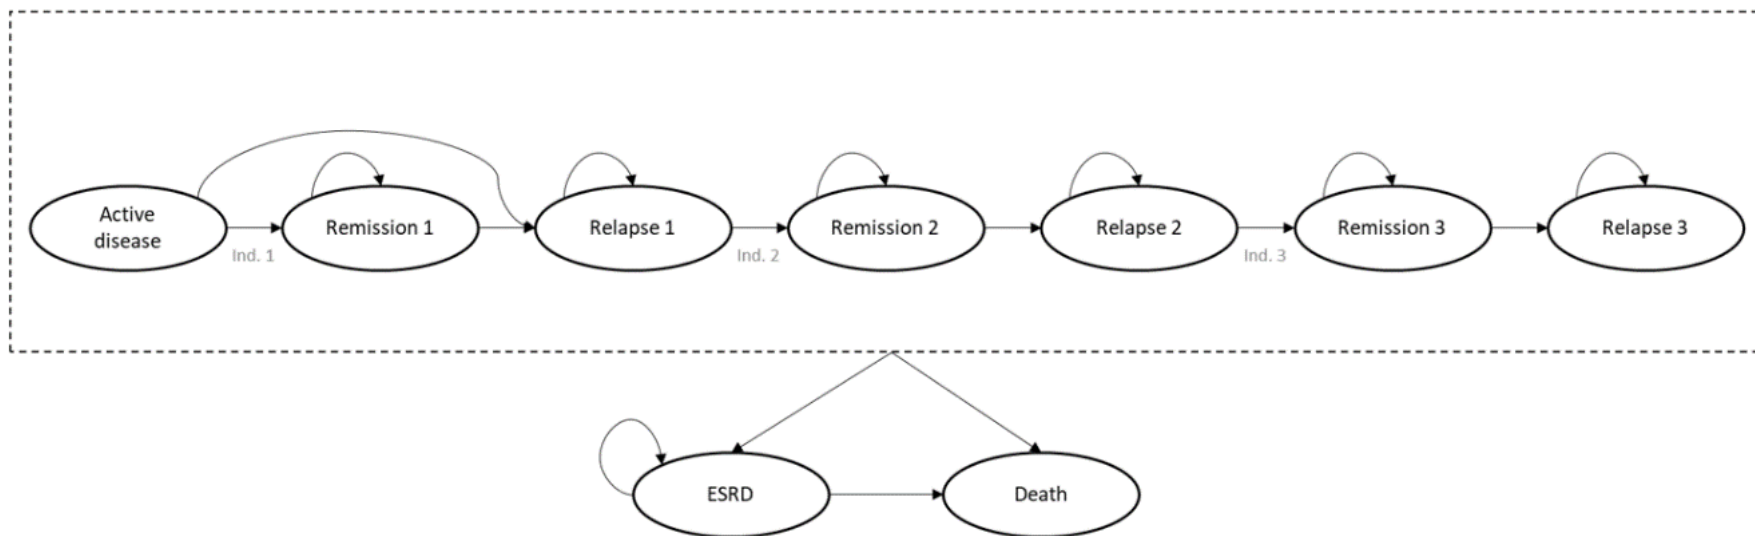 Active
disease
Ind. 1
Remission 1
Relapse 1
Ind. 2
Remission 2
Relapse 2
Ind. 3
Remission 3
Relapse 3
ESRD
Death